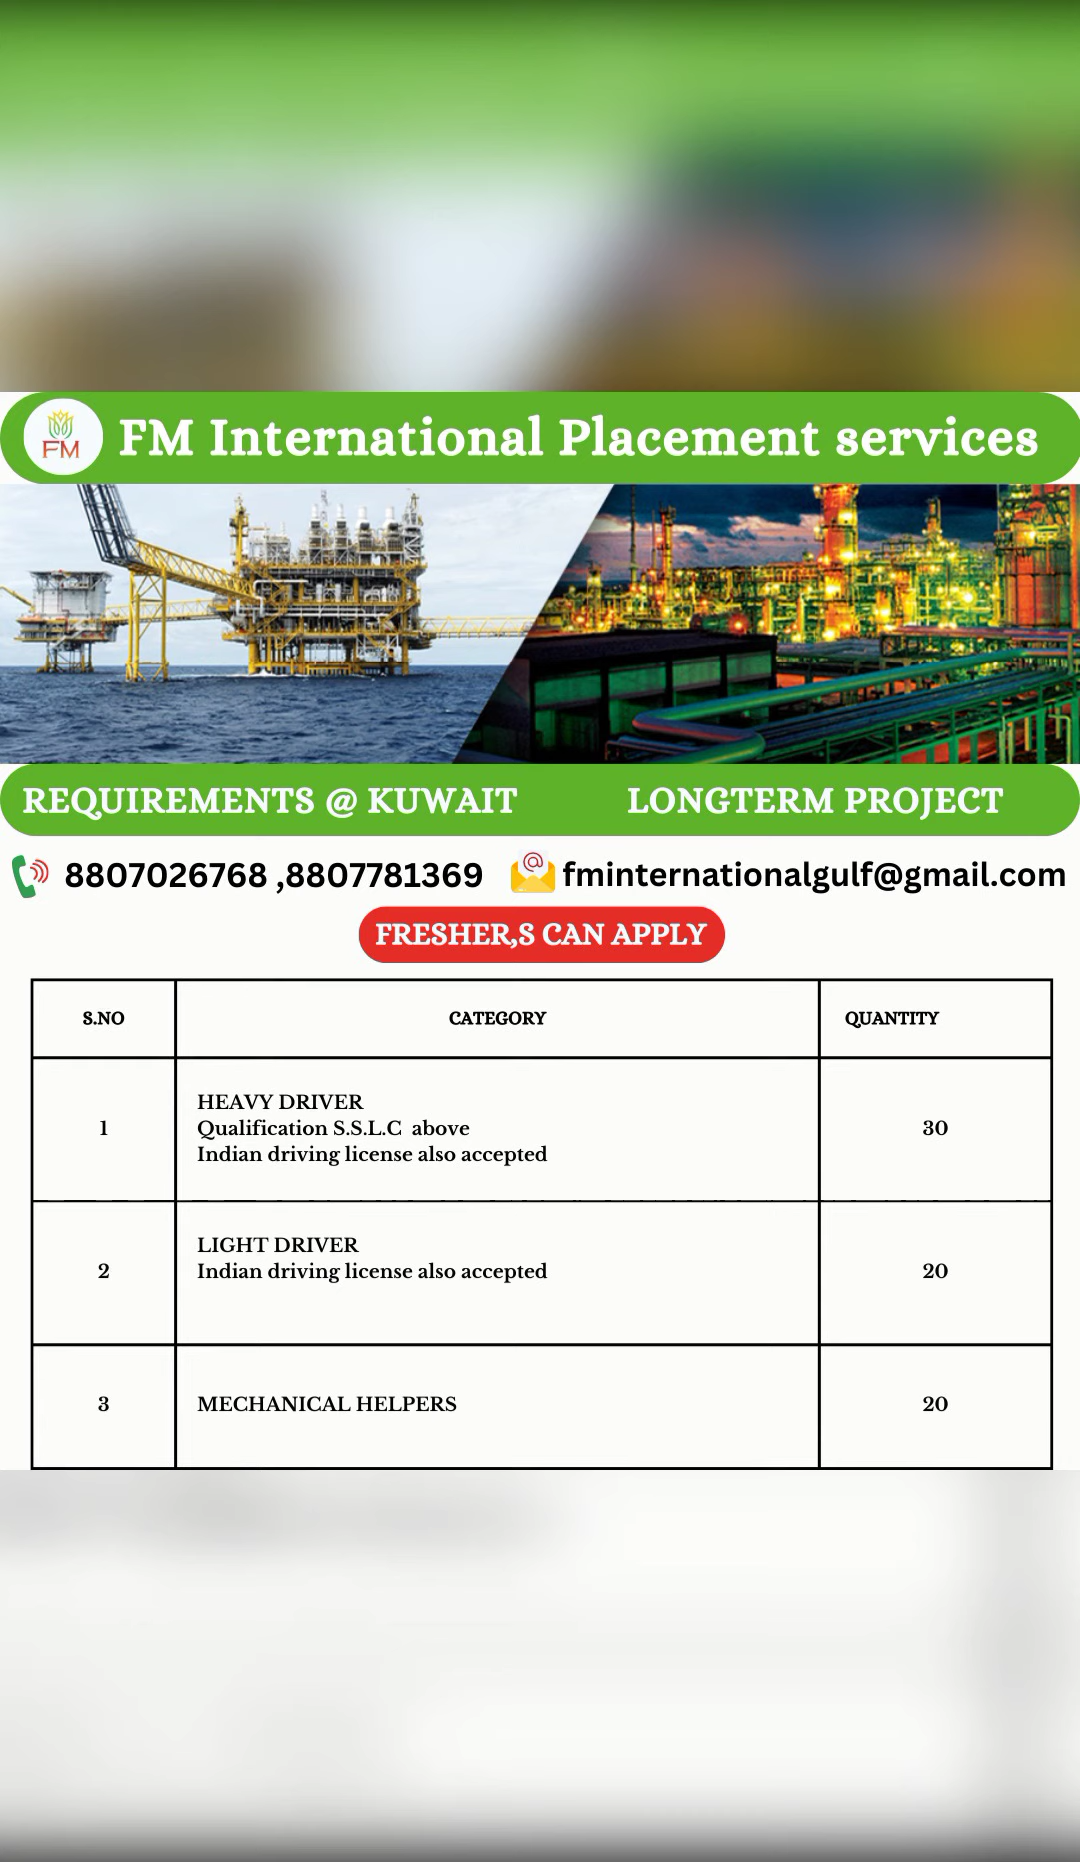 FM
FM International Placement services
REQUIREMENTS @ KUWAIT LONGTERM PROJECT
8807026768 ,8807781369 fminternationalgulf@gmail.com
FRESHER,S CAN APPLY
S.NO CATEGORY QUANTITY
HEAVY DRIVER
1 Qualification S.S.L.C above 30
Indian driving license also accepted
LIGHT DRIVER
2 Indian driving license also accepted 20
3 MECHANICAL HELPERS 20